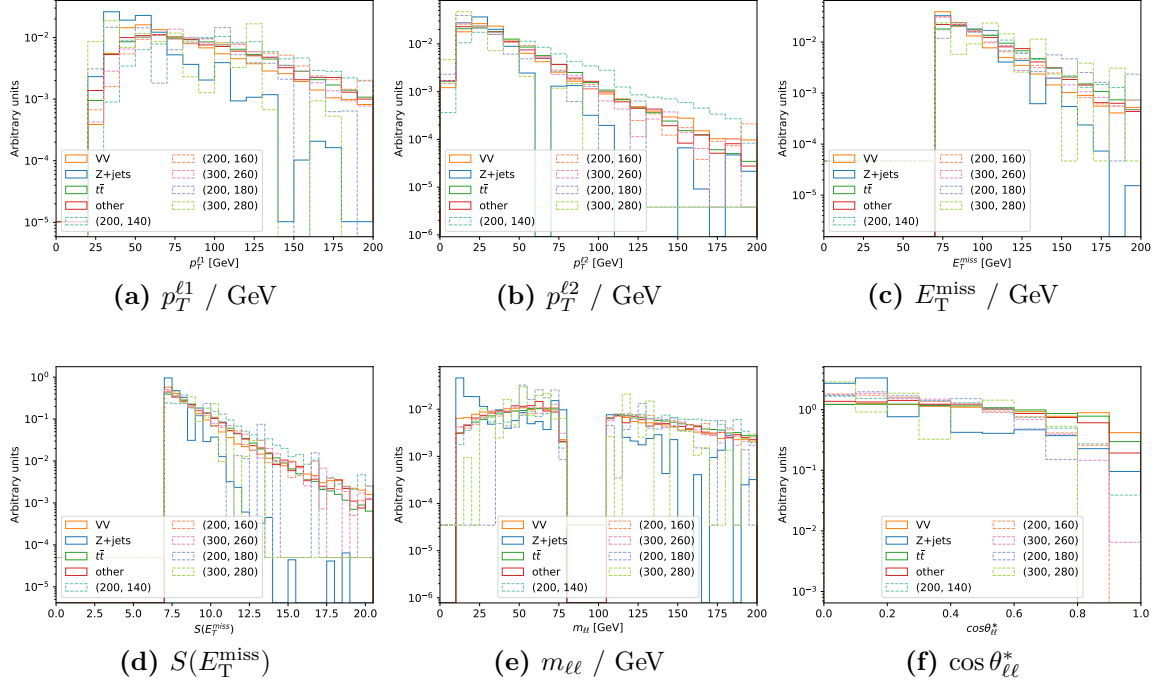 Arbitrary units
10⁻²
10⁻³
10⁻⁴
10⁻⁵
VV
Z+jets
tt̄
other
(200, 140)
(200, 160)
(300, 260)
(200, 180)
(300, 280)
0 25 50 75 100 125 150 175 200
p_T^{ℓ1} [GeV]
(a) p_T^{ℓ1} / GeV
Arbitrary units
10⁻¹
10⁻²
10⁻³
10⁻⁴
10⁻⁵
10⁻⁶
VV
Z+jets
tt̄
other
(200, 140)
(200, 160)
(300, 260)
(200, 180)
(300, 280)
0 25 50 75 100 125 150 175 200
p_T^{ℓ2} [GeV]
(b) p_T^{ℓ2} / GeV
Arbitrary units
10⁻¹
10⁻²
10⁻³
10⁻⁴
10⁻⁵
VV
Z+jets
tt̄
other
(200, 140)
(200, 160)
(300, 260)
(200, 180)
(300, 280)
0 25 50 75 100 125 150 175 200
E_T^{miss} [GeV]
(c) E_T^{miss} / GeV
Arbitrary units
10⁰
10⁻¹
10⁻²
10⁻³
10⁻⁴
10⁻⁵
VV
Z+jets
tt̄
other
(200, 140)
(200, 160)
(300, 260)
(200, 180)
(300, 280)
0.0 2.5 5.0 7.5 10.0 12.5 15.0 17.5 20.0
S(E_T^{miss})
(d) S(E_T^{miss})
Arbitrary units
10⁻¹
10⁻²
10⁻³
10⁻⁴
10⁻⁵
10⁻⁶
VV
Z+jets
tt̄
other
(200, 140)
(200, 160)
(300, 260)
(200, 180)
(300, 280)
0 25 50 75 100 125 150 175 200
m_{ℓℓ} [GeV]
(e) m_{ℓℓ} / GeV
Arbitrary units
10⁰
10⁻¹
10⁻²
10⁻³
VV
Z+jets
tt̄
other
(200, 140)
(200, 160)
(300, 260)
(200, 180)
(300, 280)
0.0 0.2 0.4 0.6 0.8 1.0
cosθ*_{ℓℓ}
(f) cos θ*_{ℓℓ}